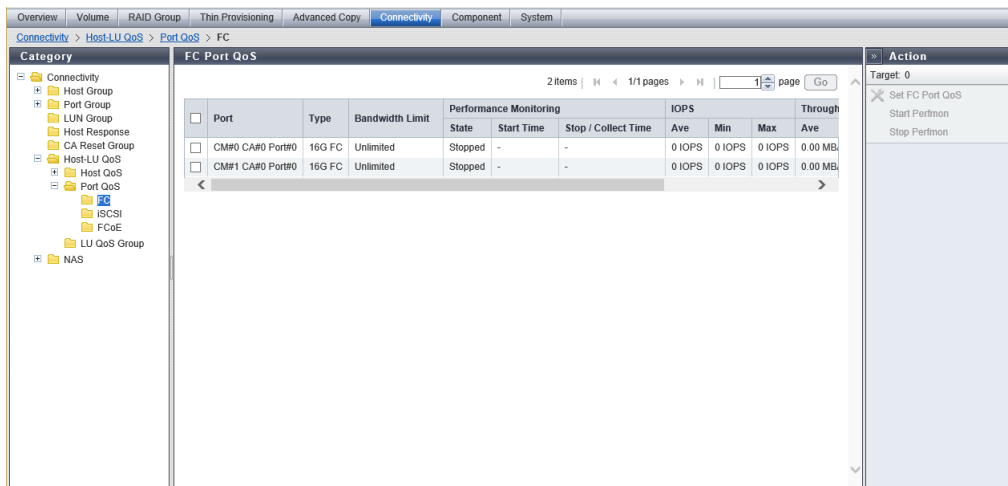 Overview Volume RAID Group Thin Provisioning Advanced Copy Connectivity Component System
Connectivity > Host-LU QoS > Port QoS > FC
Category
Connectivity
Host Group
Port Group
LUN Group
Host Response
CA Reset Group
Host-LU QoS
Host QoS
Port QoS
FC
iSCSI
FCoE
LU QoS Group
NAS
FC Port QoS
2 items | 1/1 pages | 1 page Go
Port Type Bandwidth Limit Performance Monitoring IOPS Through
State Start Time Stop / Collect Time Ave Min Max Ave
CM#0 CA#0 Port#0 16G FC Unlimited Stopped - - 0 IOPS 0 IOPS 0 IOPS 0.00 MB/
CM#1 CA#0 Port#0 16G FC Unlimited Stopped - - 0 IOPS 0 IOPS 0 IOPS 0.00 MB/
» Action
Target: 0
Set FC Port QoS
Start Perfmon
Stop Perfmon